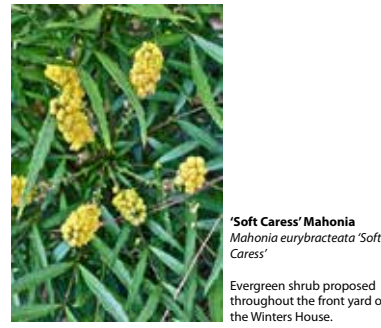 ‘Soft Caress’ Mahonia
Mahonia eurybracteata ‘Soft
Caress’
Evergreen shrub proposed
throughout the front yard
the Winters House.